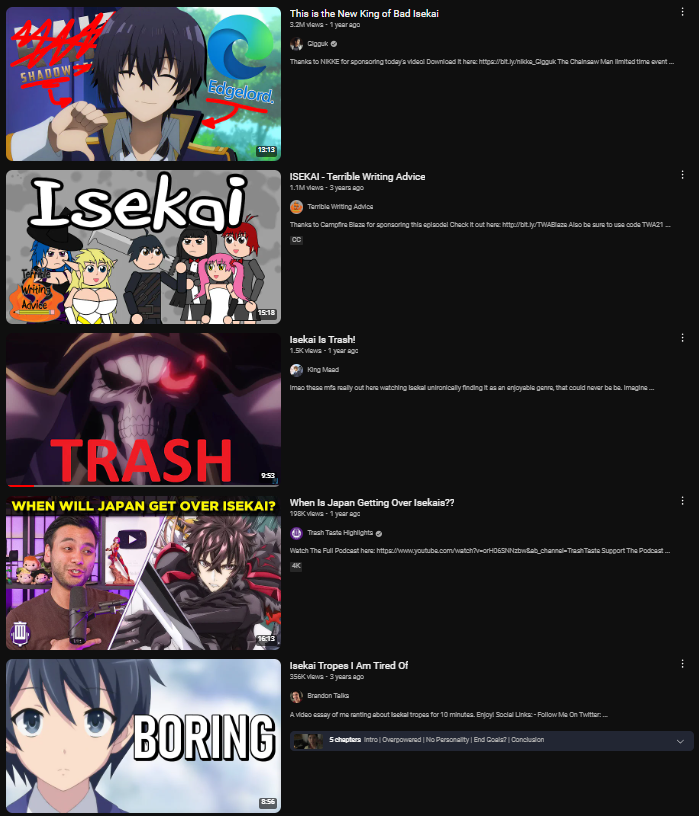 SHADOW
Edgelord.
13:13
This is the New King of Bad Isekai
3.2M views • 1 year ago
Gigguk
Thanks to NIKKE for sponsoring today's video! Download it here: https://bit.ly/nikke_Gigguk The Chainsaw Man limited time event ...
Isekai
Terrible
Writing
Advice
15:18
ISEKAI - Terrible Writing Advice
1.1M views • 3 years ago
Terrible Writing Advice
Thanks to Campfire Blaze for sponsoring this episode! Check it out here: http://bit.ly/TWABlaze Also be sure to use code TWA21 ...
CC
TRASH
9:53
Isekai Is Trash!
1.5K views • 1 year ago
King Maad
lmao these mfs really out here watching isekai unironically finding it as an enjoyable genre, that could never be be. Imagine ...
WHEN WILL JAPAN GET OVER ISEKAI?
16:13
When Is Japan Getting Over Isekais??
198K views • 1 year ago
Trash Taste Highlights
Watch The Full Podcast here: https://www.youtube.com/watch?v=orH06SNNzbw&ab_channel=TrashTaste Support The Podcast ...
4K
BORING
8:56
Isekai Tropes I Am Tired Of
356K views • 3 years ago
Brandon Talks
A video essay of me ranting about isekai tropes for 10 minutes. Enjoy! Social Links: - Follow Me On Twitter: ...
5 chapters Intro | Overpowered | No Personality | End Goals? | Conclusion